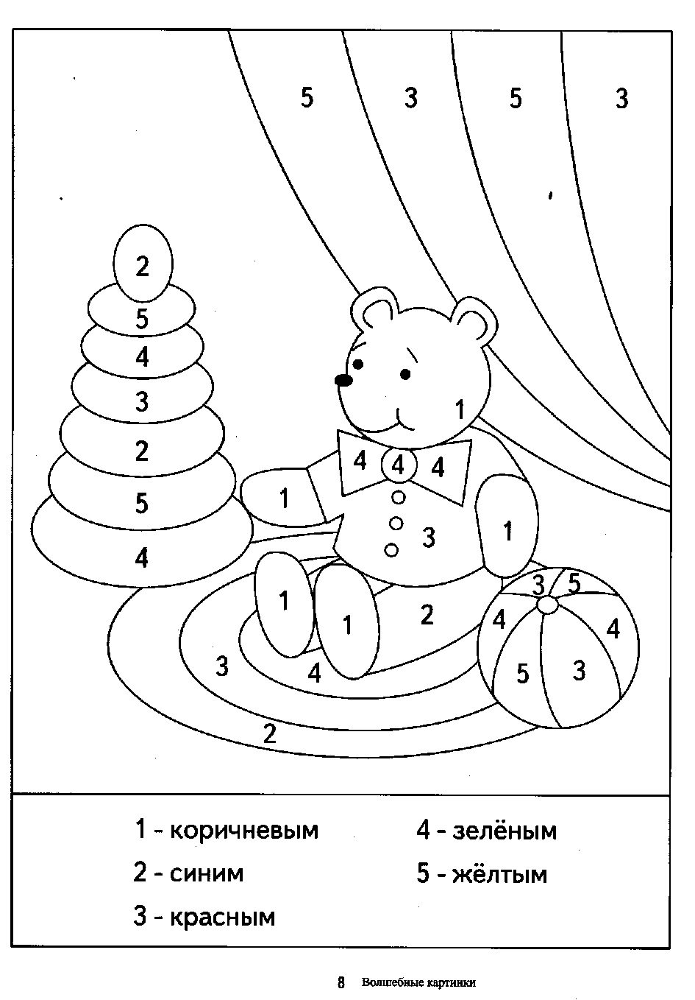 5 3 5 3
2
5
4
3
2
5
4
1
4 4 4
1
3
1
1
1
2
3
4
2
3 5
4 4
5 3
1 - коричневым
4 - зелёным
2 - синим
5 - жёлтым
3 - красным
8 Волшебные картинки